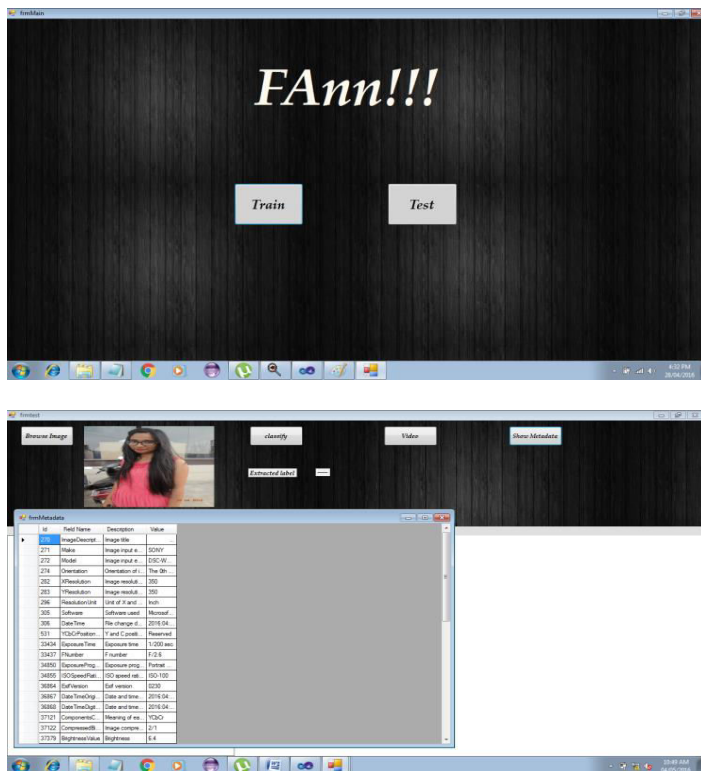 frmMain
FAnn!!!
Train Test
4:32 PM
28/04/2016
frmtest
Browse Image classify Video Show Metadata
Extracted label ----
frmMetadata
Id Field Name Description Value
270 ImageDescript... Image title ...
271 Make Image input e... SONY
272 Model Image input e... DSC-W...
274 Orientation Orientation of i... The 0th ...
282 XResolution Image resoluti... 350
283 YResolution Image resoluti... 350
296 ResolutionUnit Unit of X and ... Inch
305 Software Software used Microsof...
306 DateTime File change d... 2016:04:...
531 YCbCrPosition... Y and C positi... Reserved
33434 ExposureTime Exposure time 1/200 sec
33437 FNumber F number F/2.6
34850 ExposureProg... Exposure prog... Portrait ...
34855 ISOSpeedRati... ISO speed rati... ISO-100
36864 ExifVersion Exif version 0230
36867 DateTimeOrigi... Date and time... 2016:04:...
36868 DateTimeDigit... Date and time... 2016:04:...
37121 ComponentsC... Meaning of ea... YCbCr
37122 CompressedBi... Image compre... 2/1
37379 BrightnessValue Brightness 6.4
10:49 AM